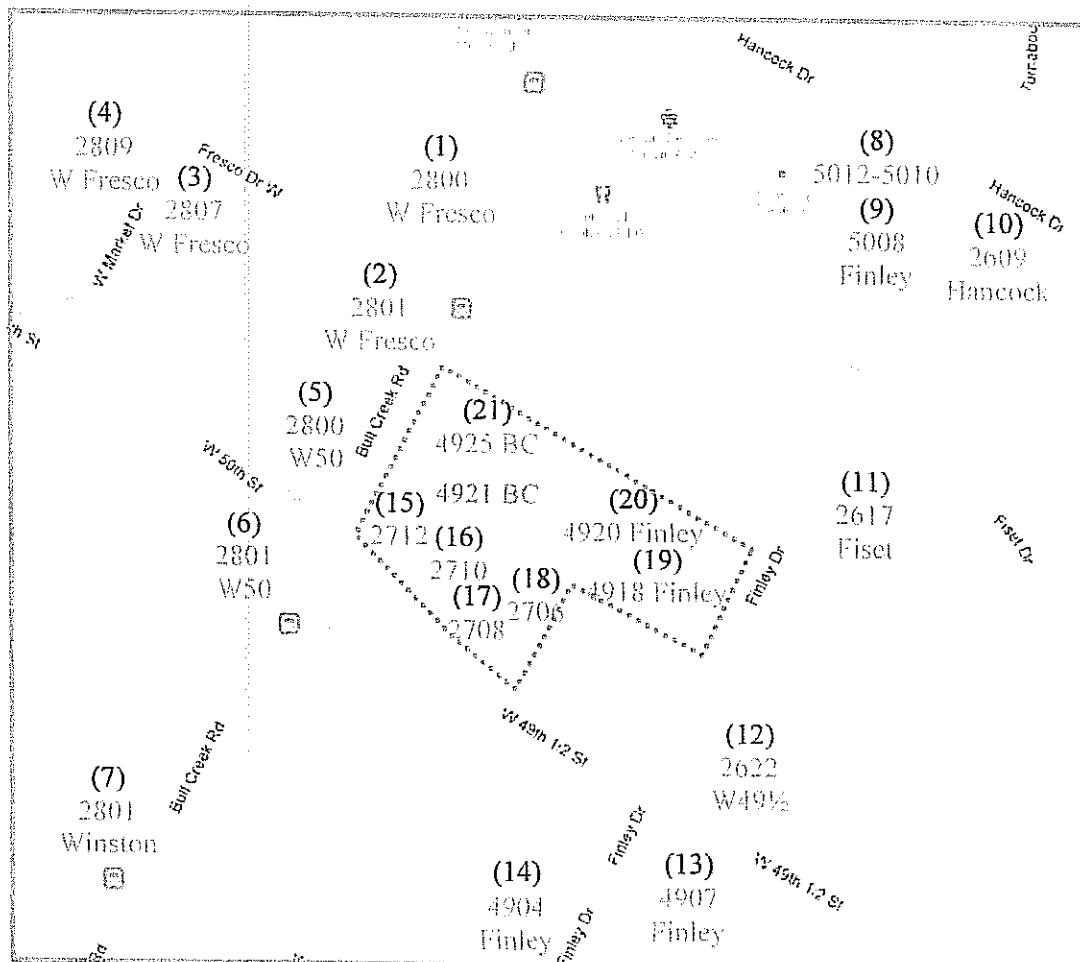 Hancock Dr
(4)
2809
W Fresco
Fresco Dr W
(3)
2807
W Fresco
W Market Dr
(1)
2800
W Fresco
(8)
5012-5010
(9)
5008
Finley
Hancock Dr
(10)
2609
Hancock
(2)
2801
W Fresco
th St
(5)
2800
W50
Bull Creek Rd
(21)
4925 BC
4921 BC
W 50th St
(6)
2801
W50
(15)
2712
(16)
2710
(17)
2708
(18)
2706
(20)
4920 Finley
(19)
4918 Finley
Finley Dr
(11)
2617
Fiset
Fiset Dr
W 49th 1-2 St
(12)
2622
W49½
Bull Creek Rd
(7)
2801
Winston
Finley Dr
(13)
4907
Finley
W 49th 1-2 St
(14)
4904
Finley
Finley Dr
Rd